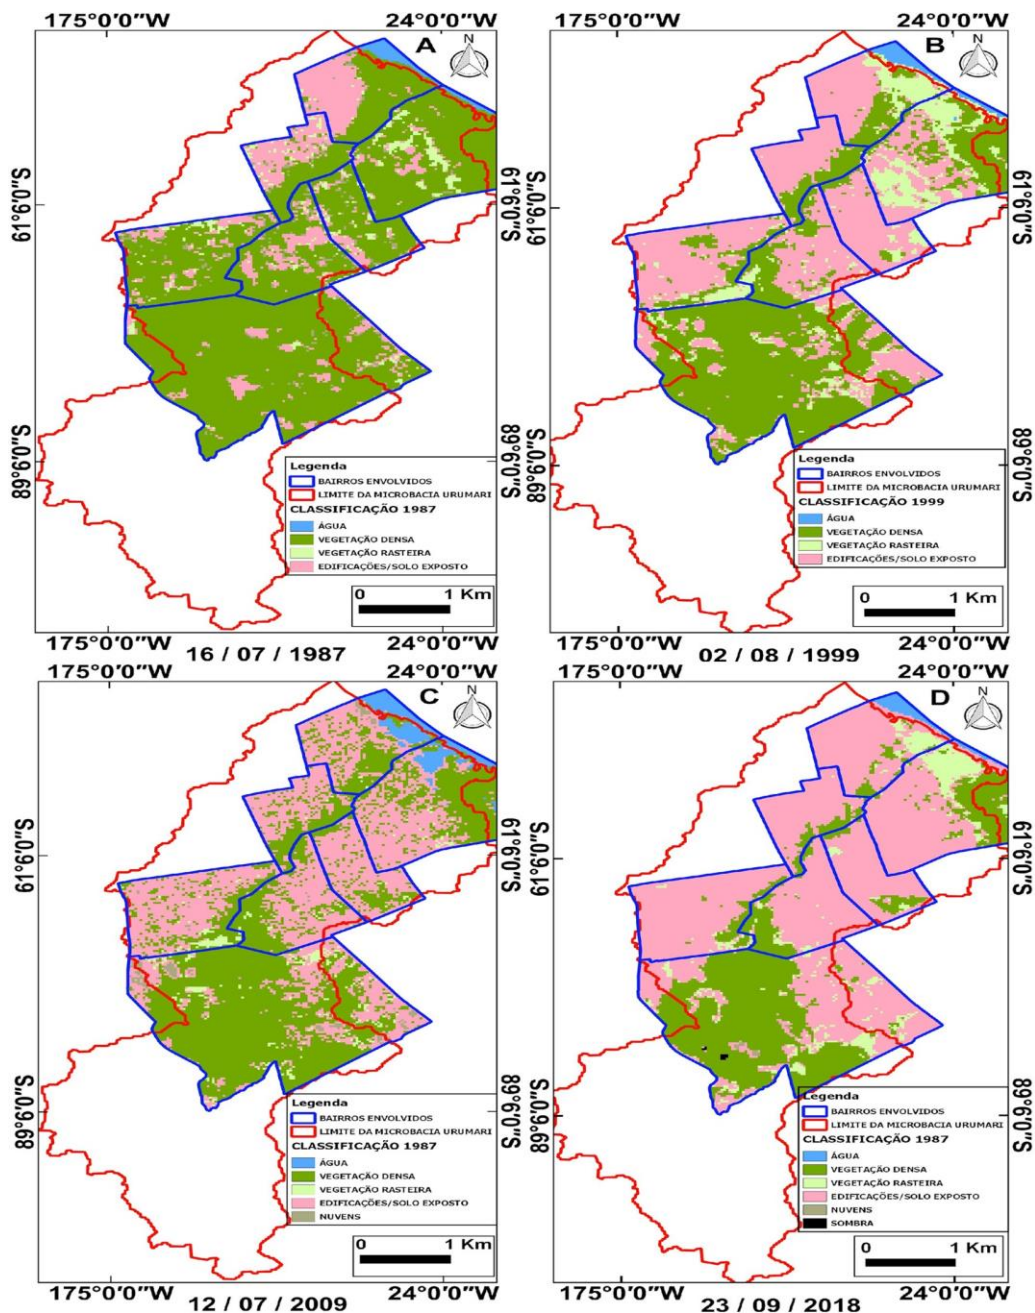 175°0'0"W 24°0'0"W 175°0'0"W 24°0'0"W
A
N
B
N
61°6'0"S
61°6'0"S
61°6'0"S
61°6'0"S
89°6'0"S
89°6'0"S
89°6'0"S
89°6'0"S
Legenda
BAIRROS ENVOLVIDOS
LIMITE DA MICROBACIA URUMARI
CLASSIFICAÇÃO 1987
ÁGUA
VEGETAÇÃO DENSA
VEGETAÇÃO RASTEIRA
EDIFICAÇÕES/SOLO EXPOSTO
0 1 Km
Legenda
BAIRROS ENVOLVIDOS
LIMITE DA MICROBACIA URUMARI
CLASSIFICAÇÃO 1999
ÁGUA
VEGETAÇÃO DENSA
VEGETAÇÃO RASTEIRA
EDIFICAÇÕES/SOLO EXPOSTO
0 1 Km
175°0'0"W 24°0'0"W 175°0'0"W 24°0'0"W
16 / 07 / 1987
02 / 08 / 1999
175°0'0"W 24°0'0"W 175°0'0"W 24°0'0"W
C
N
D
N
61°6'0"S
61°6'0"S
61°6'0"S
61°6'0"S
89°6'0"S
89°6'0"S
89°6'0"S
89°6'0"S
Legenda
BAIRROS ENVOLVIDOS
LIMITE DA MICROBACIA URUMARI
CLASSIFICAÇÃO 1987
ÁGUA
VEGETAÇÃO DENSA
VEGETAÇÃO RASTEIRA
EDIFICAÇÕES/SOLO EXPOSTO
NUVENS
0 1 Km
Legenda
BAIRROS ENVOLVIDOS
LIMITE DA MICROBACIA URUMARI
CLASSIFICAÇÃO 1987
ÁGUA
VEGETAÇÃO DENSA
VEGETAÇÃO RASTEIRA
EDIFICAÇÕES/SOLO EXPOSTO
NUVENS
SOMBRA
0 1 Km
175°0'0"W 24°0'0"W 175°0'0"W 24°0'0"W
12 / 07 / 2009
23 / 09 / 2018